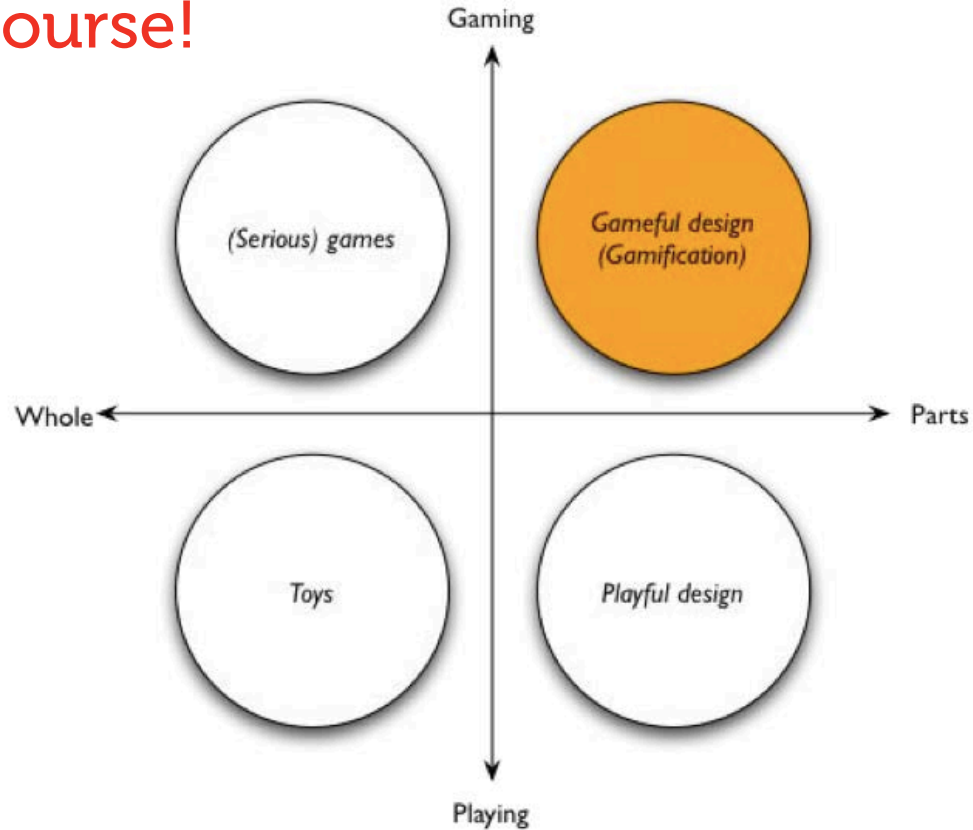 ourse!
Gaming
(Serious) games
Gameful design
(Gamification)
Whole
Parts
Toys
Playful design
Playing